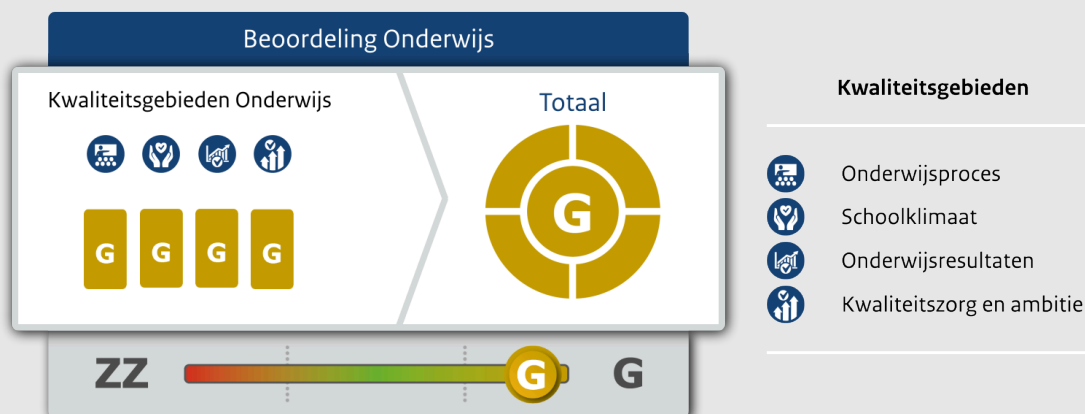 Beoordeling Onderwijs
Kwaliteitsgebieden Onderwijs
G G G G
Totaal
G
ZZ G G
Kwaliteitsgebieden
Onderwijsproces
Schoolklimaat
Onderwijsresultaten
Kwaliteitszorg en ambitie